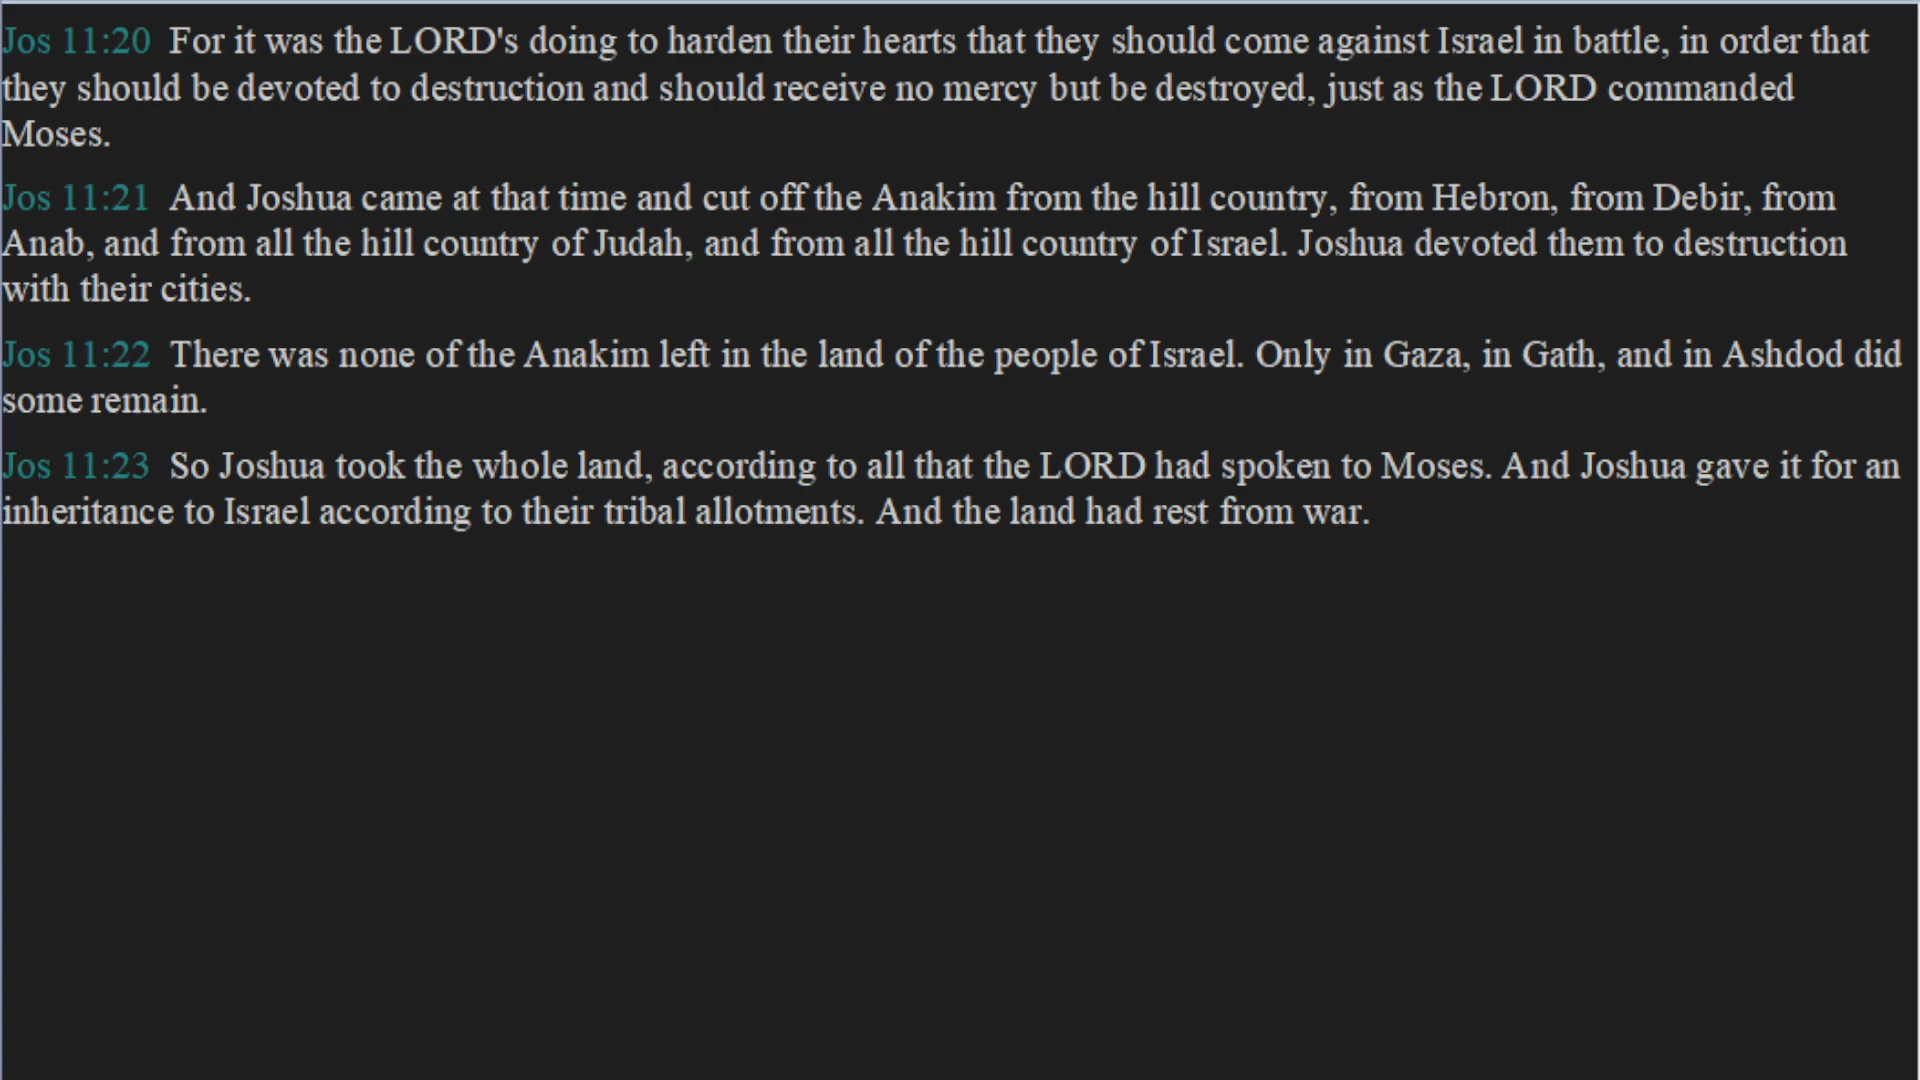 Jos 11:20 For it was the LORD's doing to harden their hearts that they should come against Israel in battle, in order that
they should be devoted to destruction and should receive no mercy but be destroyed, just as the LORD commanded
Moses.
Jos 11:21 And Joshua came at that time and cut off the Anakim from the hill country, from Hebron, from Debir, from
Anab, and from all the hill country of Judah, and from all the hill country of Israel. Joshua devoted them to destruction
with their cities.
Jos 11:22 There was none of the Anakim left in the land of the people of Israel. Only in Gaza, in Gath, and in Ashdod did
some remain.
Jos 11:23 So Joshua took the whole land, according to all that the LORD had spoken to Moses. And Joshua gave it for an
inheritance to Israel according to their tribal allotments. And the land had rest from war.